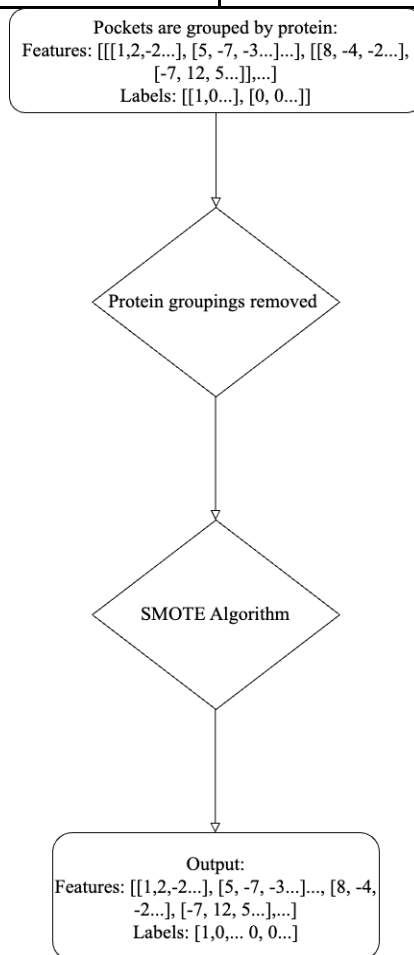 Pockets are grouped by protein:
Features: [[[1,2,-2...], [5, -7, -3...]...], [[8, -4, -2...],
[-7, 12, 5...]],...]
Labels: [[1,0...], [0, 0...]]
Protein groupings removed
SMOTE Algorithm
Output:
Features: [[1,2,-2...], [5, -7, -3...]..., [8, -4,
-2...], [-7, 12, 5...],...]
Labels: [1,0,... 0, 0...]